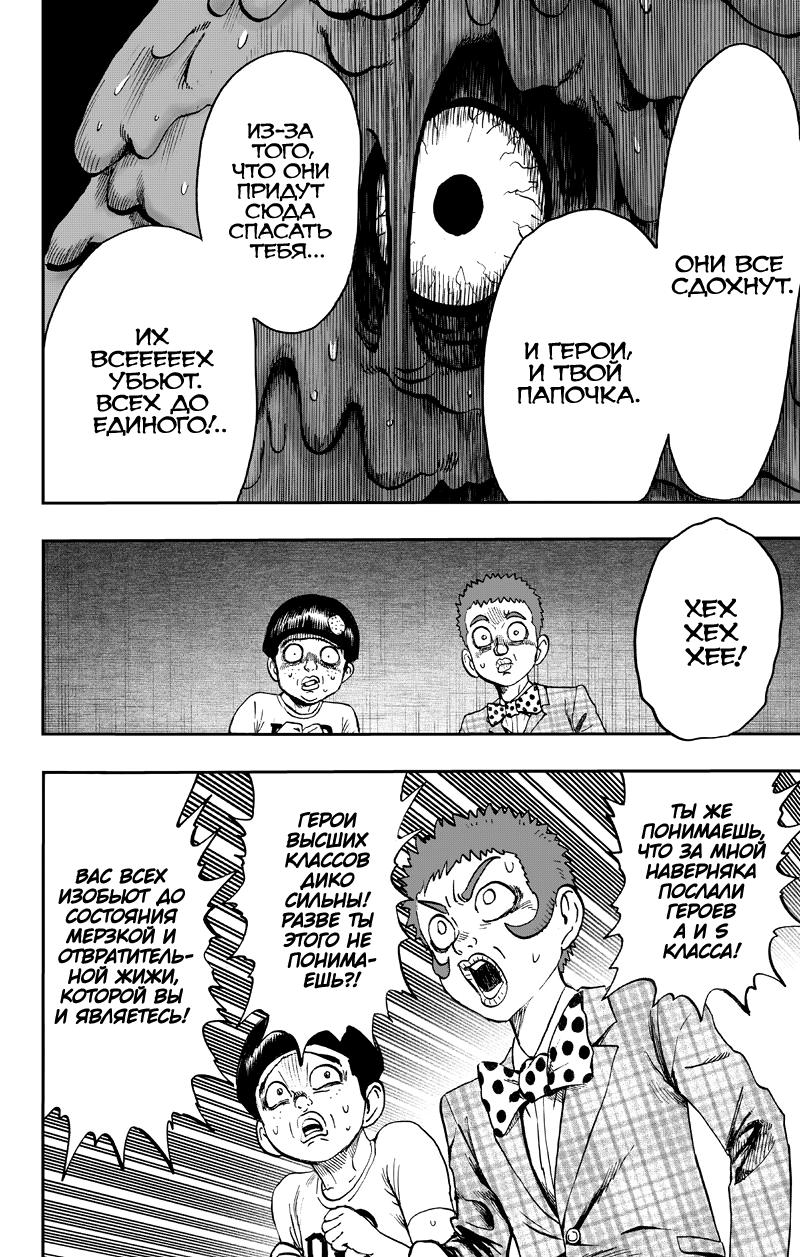 ОНИ ВСЕ
СДОХНУТ.
И ГЕРОИ,
И ТВОЙ
ПАПОЧКА.
ИЗ-ЗА
ТОГО,
ЧТО ОНИ
ПРИДУТ
СЮДА
СПАСАТЬ
ТЕБЯ...
ИХ
ВСЕЕЕЕЕХ
УБЬЮТ.
ВСЕХ ДО
ЕДИНОГО!..
ХЕХ
ХЕХ
ХЕЕ!
ТЫ ЖЕ
ПОНИМАЕШЬ,
ЧТО ЗА МНОЙ
НАВЕРНЯКА
ПОСЛАЛИ
ГЕРОЕВ
A И S
КЛАССА!
ГЕРОИ
ВЫСШИХ
КЛАССОВ
ДИКО
СИЛЬНЫ!
РАЗВЕ ТЫ
ЭТОГО НЕ
ПОНИМА-
ЕШЬ?!
ВАС ВСЕХ
ИЗОБЬЮТ ДО
СОСТОЯНИЯ
МЕРЗКОЙ И
ОТВРАТИТЕЛЬ-
НОЙ ЖИЖИ,
КОТОРОЙ ВЫ
И ЯВЛЯЕТЕСЬ!